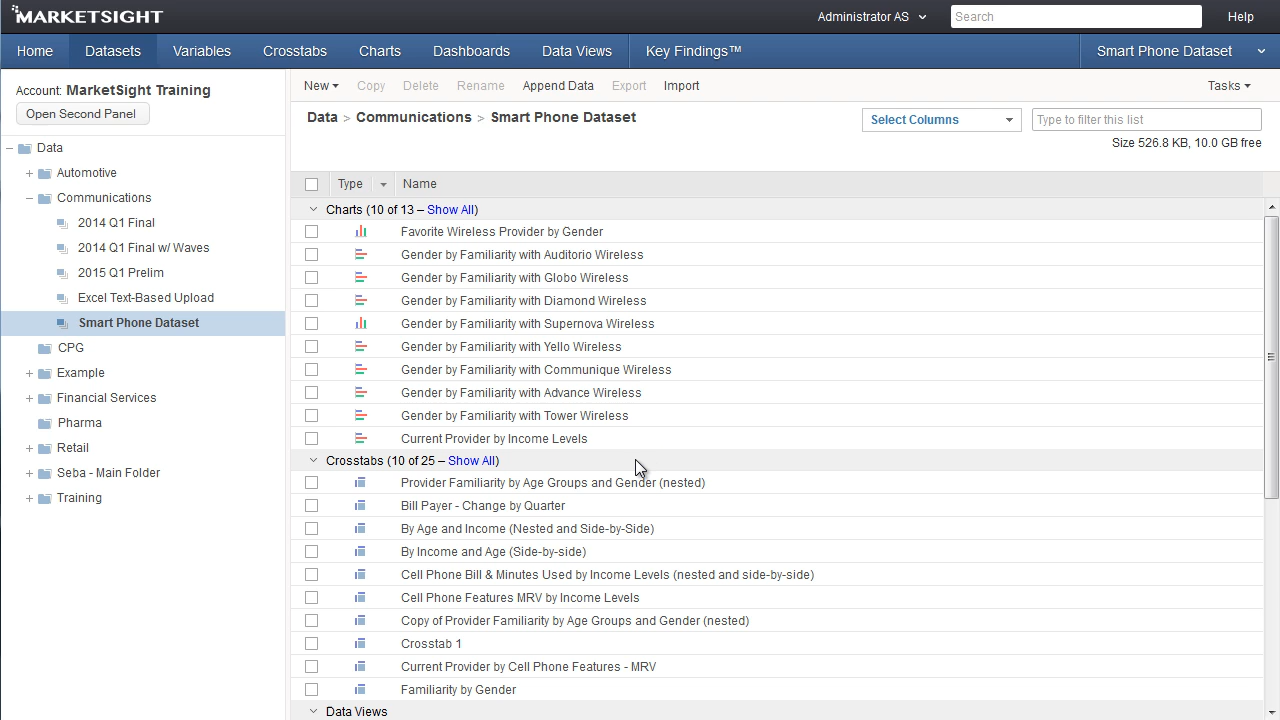 MARKETSIGHT
Administrator AS
Search
Help
Home
Datasets
Variables
Crosstabs
Charts
Dashboards
Data Views
Key Findings™
Smart Phone Dataset
Account: MarketSight Training
Open Second Panel
Data
Automotive
Communications
2014 Q1 Final
2014 Q1 Final w/ Waves
2015 Q1 Prelim
Excel Text-Based Upload
Smart Phone Dataset
CPG
Example
Financial Services
Pharma
Retail
Seba - Main Folder
Training
New
Copy
Delete
Rename
Append Data
Export
Import
Tasks
Data > Communications > Smart Phone Dataset
Select Columns
Type to filter this list
Size 526.8 KB, 10.0 GB free
Type
Name
Charts (10 of 13 – Show All)
Favorite Wireless Provider by Gender
Gender by Familiarity with Auditorio Wireless
Gender by Familiarity with Globo Wireless
Gender by Familiarity with Diamond Wireless
Gender by Familiarity with Supernova Wireless
Gender by Familiarity with Yello Wireless
Gender by Familiarity with Communique Wireless
Gender by Familiarity with Advance Wireless
Gender by Familiarity with Tower Wireless
Current Provider by Income Levels
Crosstabs (10 of 25 – Show All)
Provider Familiarity by Age Groups and Gender (nested)
Bill Payer - Change by Quarter
By Age and Income (Nested and Side-by-Side)
By Income and Age (Side-by-side)
Cell Phone Bill & Minutes Used by Income Levels (nested and side-by-side)
Cell Phone Features MRV by Income Levels
Copy of Provider Familiarity by Age Groups and Gender (nested)
Crosstab 1
Current Provider by Cell Phone Features - MRV
Familiarity by Gender
Data Views